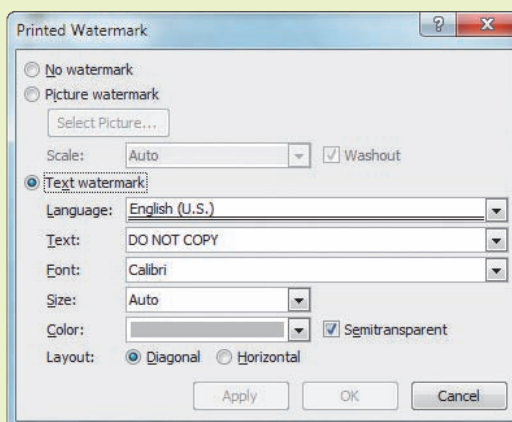 Printed Watermark
?
No watermark
Picture watermark
Select Picture...
Scale: Auto Washout
Text watermark
Language: English (U.S.)
Text: DO NOT COPY
Font: Calibri
Size: Auto
Color: Semitransparent
Layout: Diagonal Horizontal
Apply OK Cancel